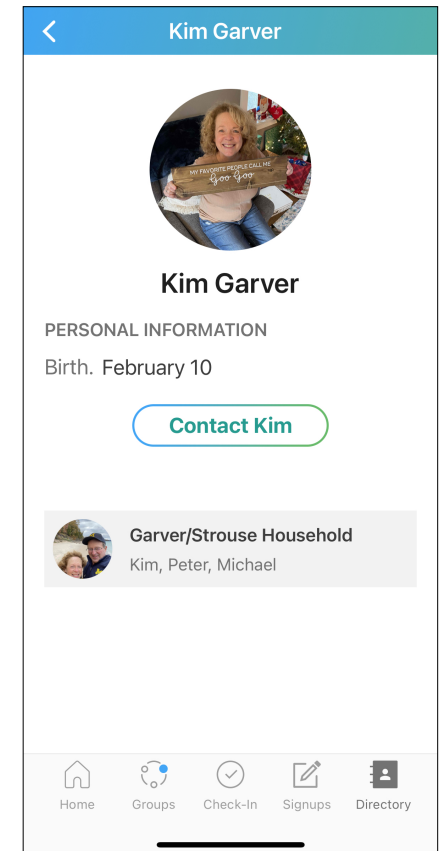 Kim Garver
MY FAVORITE PEOPLE CALL ME
Goo Goo
Kim Garver
PERSONAL INFORMATION
Birth. February 10
Contact Kim
Garver/Strouse Household
Kim, Peter, Michael
Home Groups Check-In Signups Directory